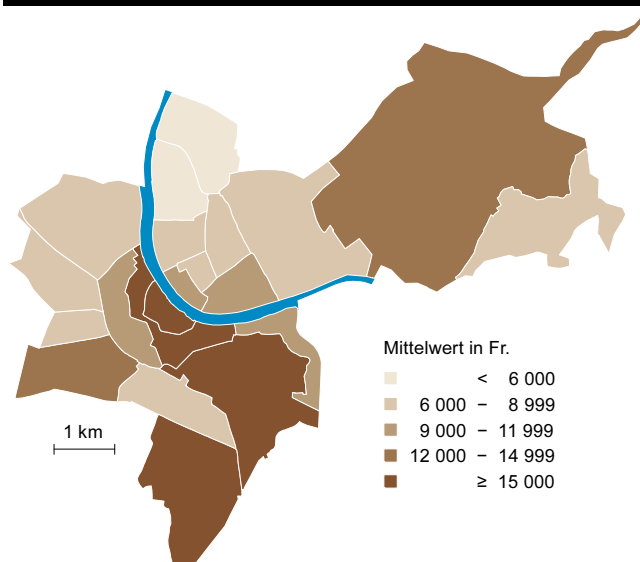 Mittelwert in Fr.
< 6 000
6 000 – 8 999
9 000 – 11 999
12 000 – 14 999
≥ 15 000
1 km